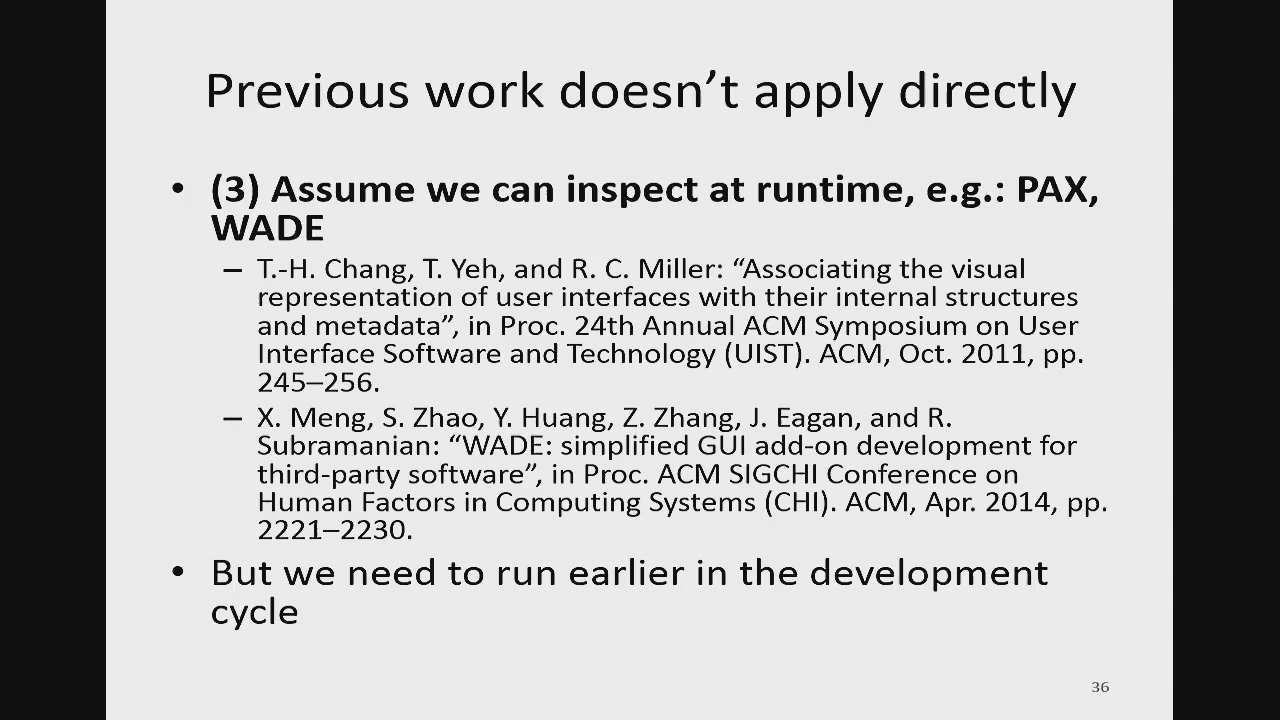 Previous work doesn’t apply directly
• (3) Assume we can inspect at runtime, e.g.: PAX,
WADE
– T.-H. Chang, T. Yeh, and R. C. Miller: “Associating the visual
representation of user interfaces with their internal structures
and metadata”, in Proc. 24th Annual ACM Symposium on User
Interface Software and Technology (UIST). ACM, Oct. 2011, pp.
245–256.
– X. Meng, S. Zhao, Y. Huang, Z. Zhang, J. Eagan, and R.
Subramanian: “WADE: simplified GUI add-on development for
third-party software”, in Proc. ACM SIGCHI Conference on
Human Factors in Computing Systems (CHI). ACM, Apr. 2014, pp.
2221–2230.
• But we need to run earlier in the development
cycle
36